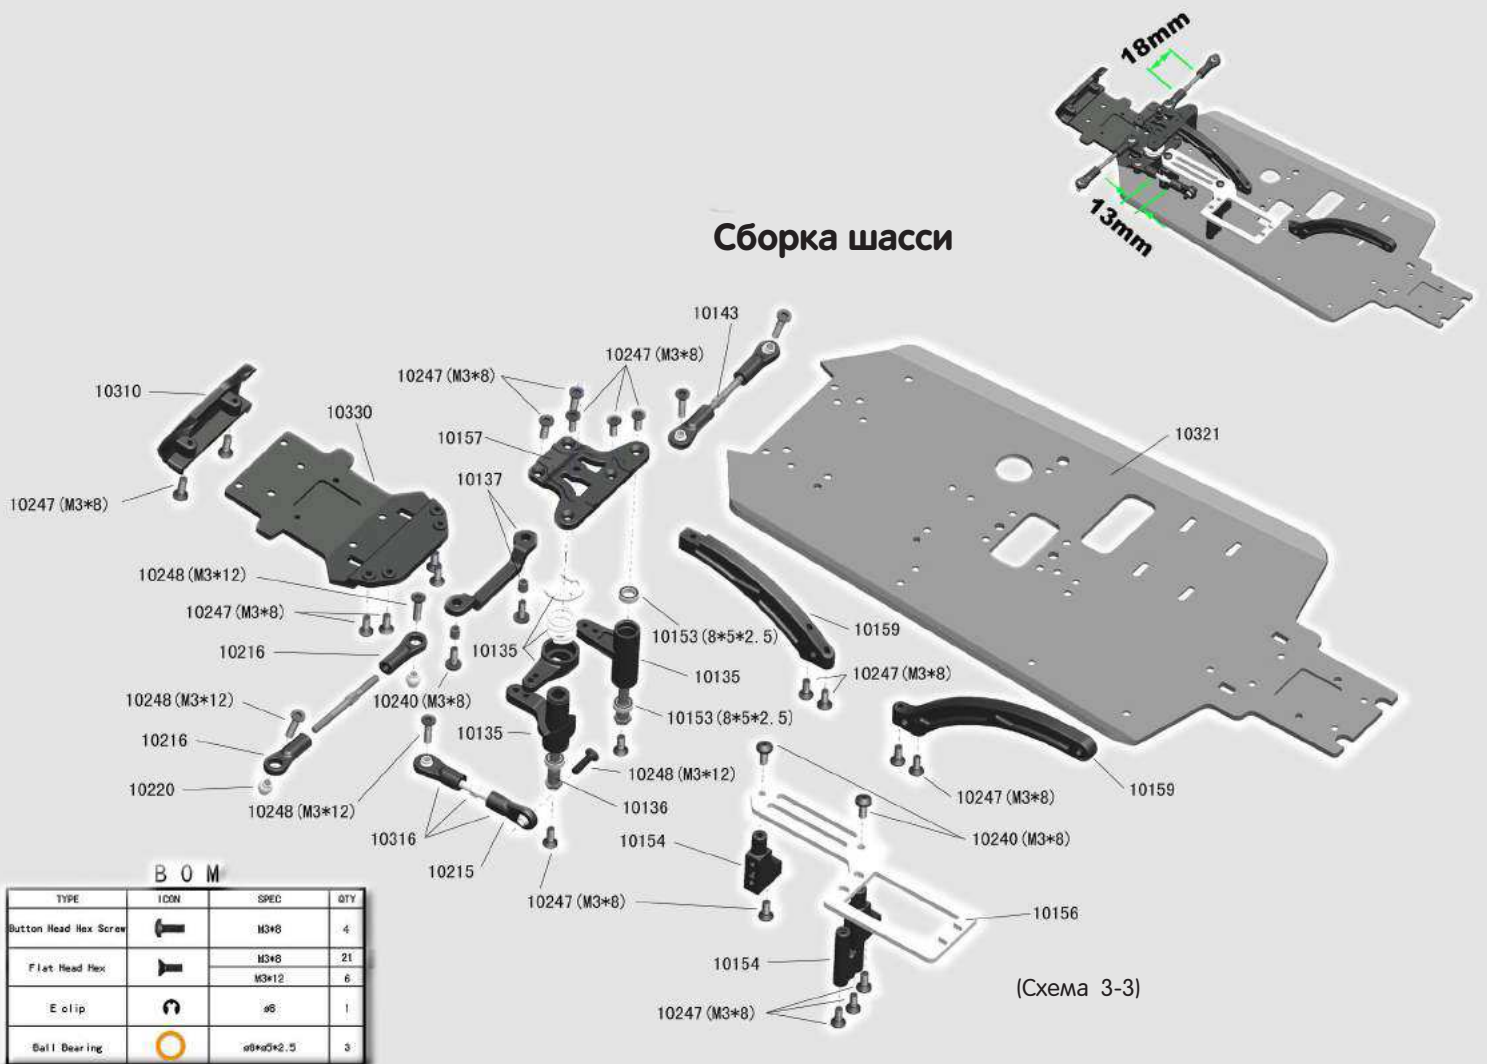 18mm
13mm
Сборка шасси
10143
10247 (M3*8)
10247 (M3*8)
10310
10330
10157
10321
10137
10247 (M3*8)
10248 (M3*12)
10247 (M3*8)
10153 (8*5*2.5)
10159
10216
10135
10135
10247 (M3*8)
10248 (M3*12)
10240 (M3*8)
10153 (8*5*2.5)
10216
10135
10248 (M3*12)
10220
10136
10247 (M3*8)
10159
10248 (M3*12)
10316
10154
10240 (M3*8)
10215
10247 (M3*8)
10156
10154
(Схема 3-3)
10247 (M3*8)
BOM
TYPE ICON SPEC QTY
Button Head Hex Screw M3*8 4
Flat Head Hex M3*8 21
M3*12 6
E clip ø6 1
Ball Bearing ø8*ø5*2.5 3